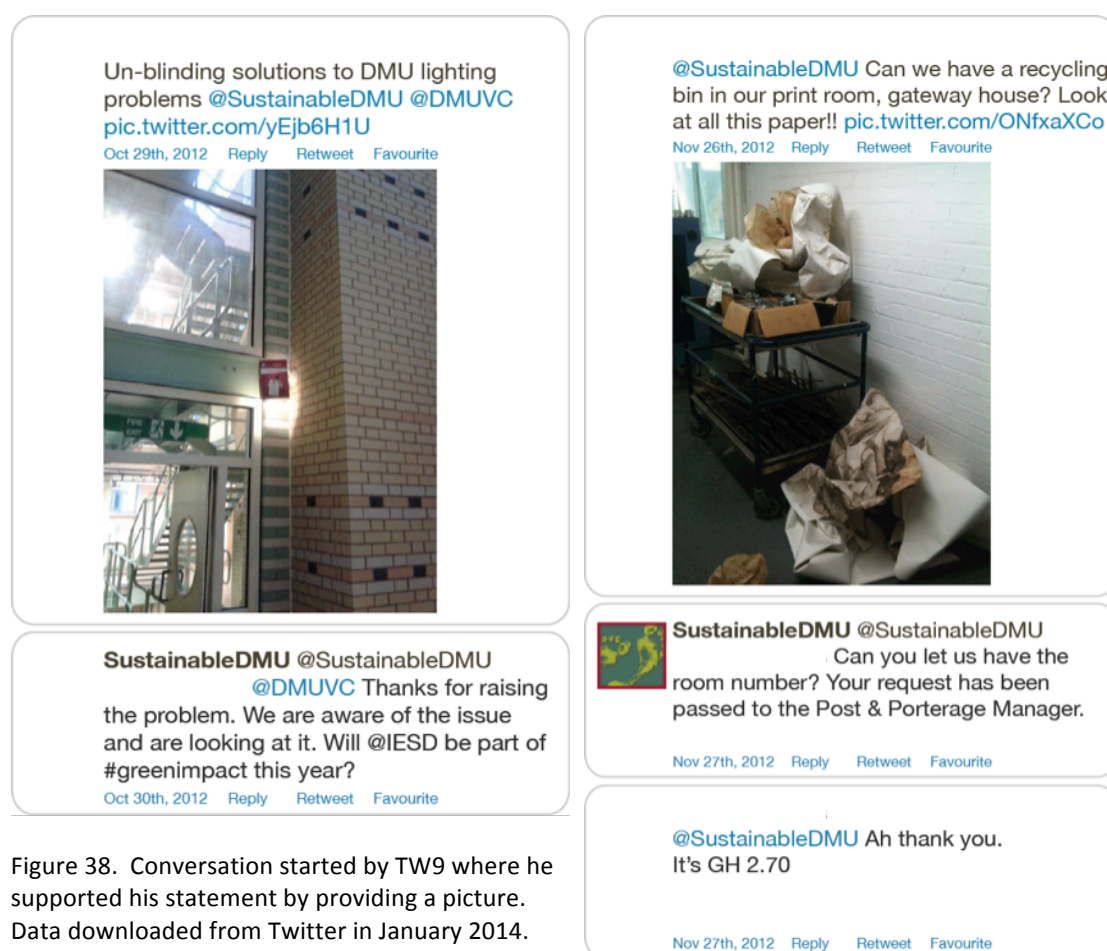 Un-blinding solutions to DMU lighting
problems @SustainableDMU @DMUVC
pic.twitter.com/yEjb6H1U
Oct 29th, 2012 Reply Retweet Favourite
FIRE
EXIT
SustainableDMU @SustainableDMU
@DMUVC Thanks for raising
the problem. We are aware of the issue
and are looking at it. Will @IESD be part of
#greenimpact this year?
Oct 30th, 2012 Reply Retweet Favourite
Figure 38. Conversation started by TW9 where he
supported his statement by providing a picture.
Data downloaded from Twitter in January 2014.
@SustainableDMU Can we have a recycling
bin in our print room, gateway house? Look
at all this paper!! pic.twitter.com/ONfxaXCo
Nov 26th, 2012 Reply Retweet Favourite
SustainableDMU @SustainableDMU
Can you let us have the
room number? Your request has been
passed to the Post & Porterage Manager.
Nov 27th, 2012 Reply Retweet Favourite
@SustainableDMU Ah thank you.
It's GH 2.70
Nov 27th, 2012 Reply Retweet Favourite